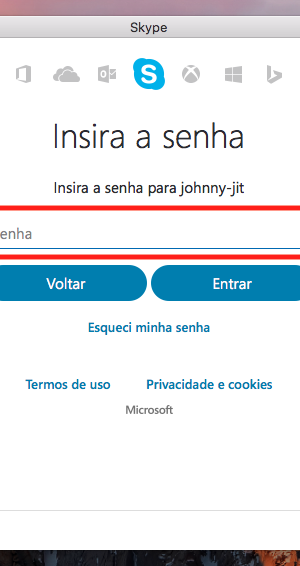 Skype
Insira a senha
Insira a senha para johnny-jit
enha
Voltar
Entrar
Esqueci minha senha
Termos de uso
Privacidade e cookies
Microsoft